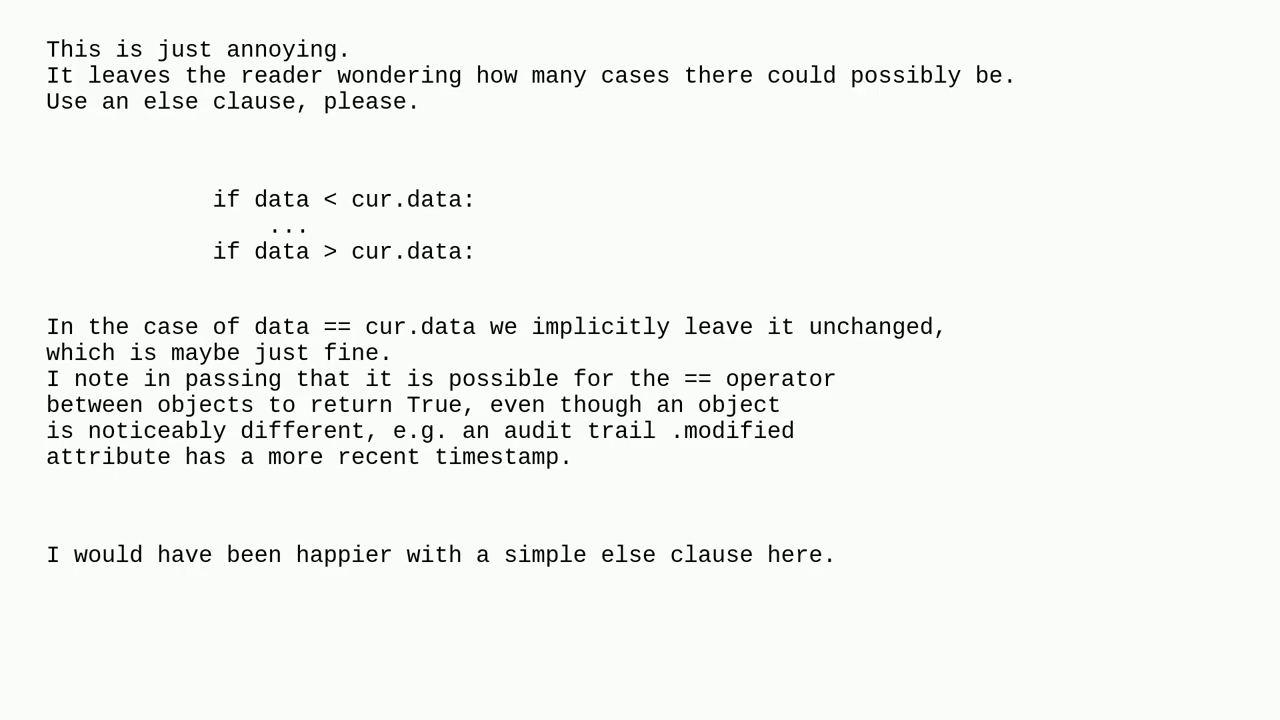 This is just annoying.
It leaves the reader wondering how many cases there could possibly be.
Use an else clause, please.
if data < cur.data:
...
if data > cur.data:
In the case of data == cur.data we implicitly leave it unchanged,
which is maybe just fine.
I note in passing that it is possible for the == operator
between objects to return True, even though an object
is noticeably different, e.g. an audit trail .modified
attribute has a more recent timestamp.
I would have been happier with a simple else clause here.